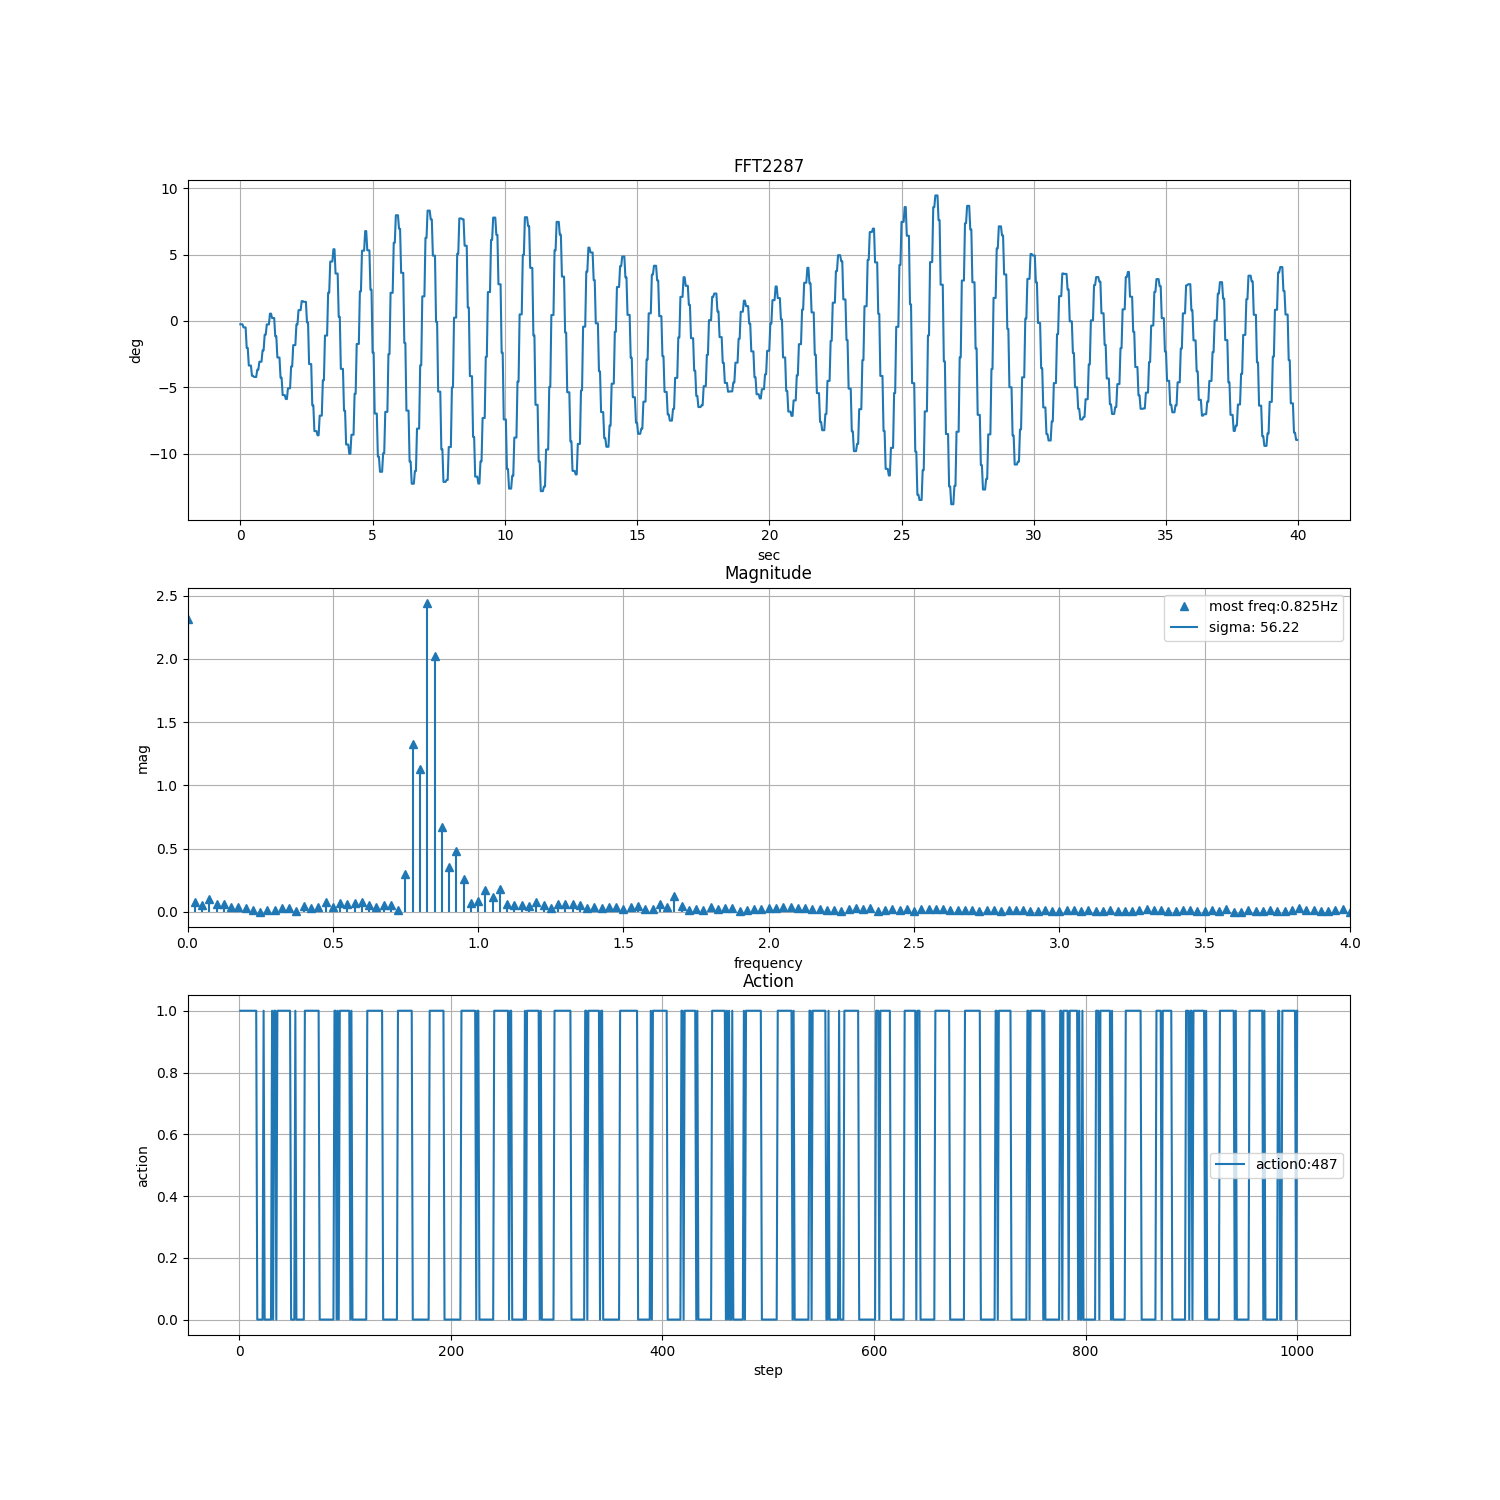 FFT2287
10
5
0
−5
−10
deg
0 5 10 15 20 25 30 35 40
sec
Magnitude
2.5
2.0
1.5
1.0
0.5
0.0
mag
most freq:0.825Hz
sigma: 56.22
0.0 0.5 1.0 1.5 2.0 2.5 3.0 3.5 4.0
frequency
Action
1.0
0.8
0.6
0.4
0.2
0.0
action
action0:487
0 200 400 600 800 1000
step